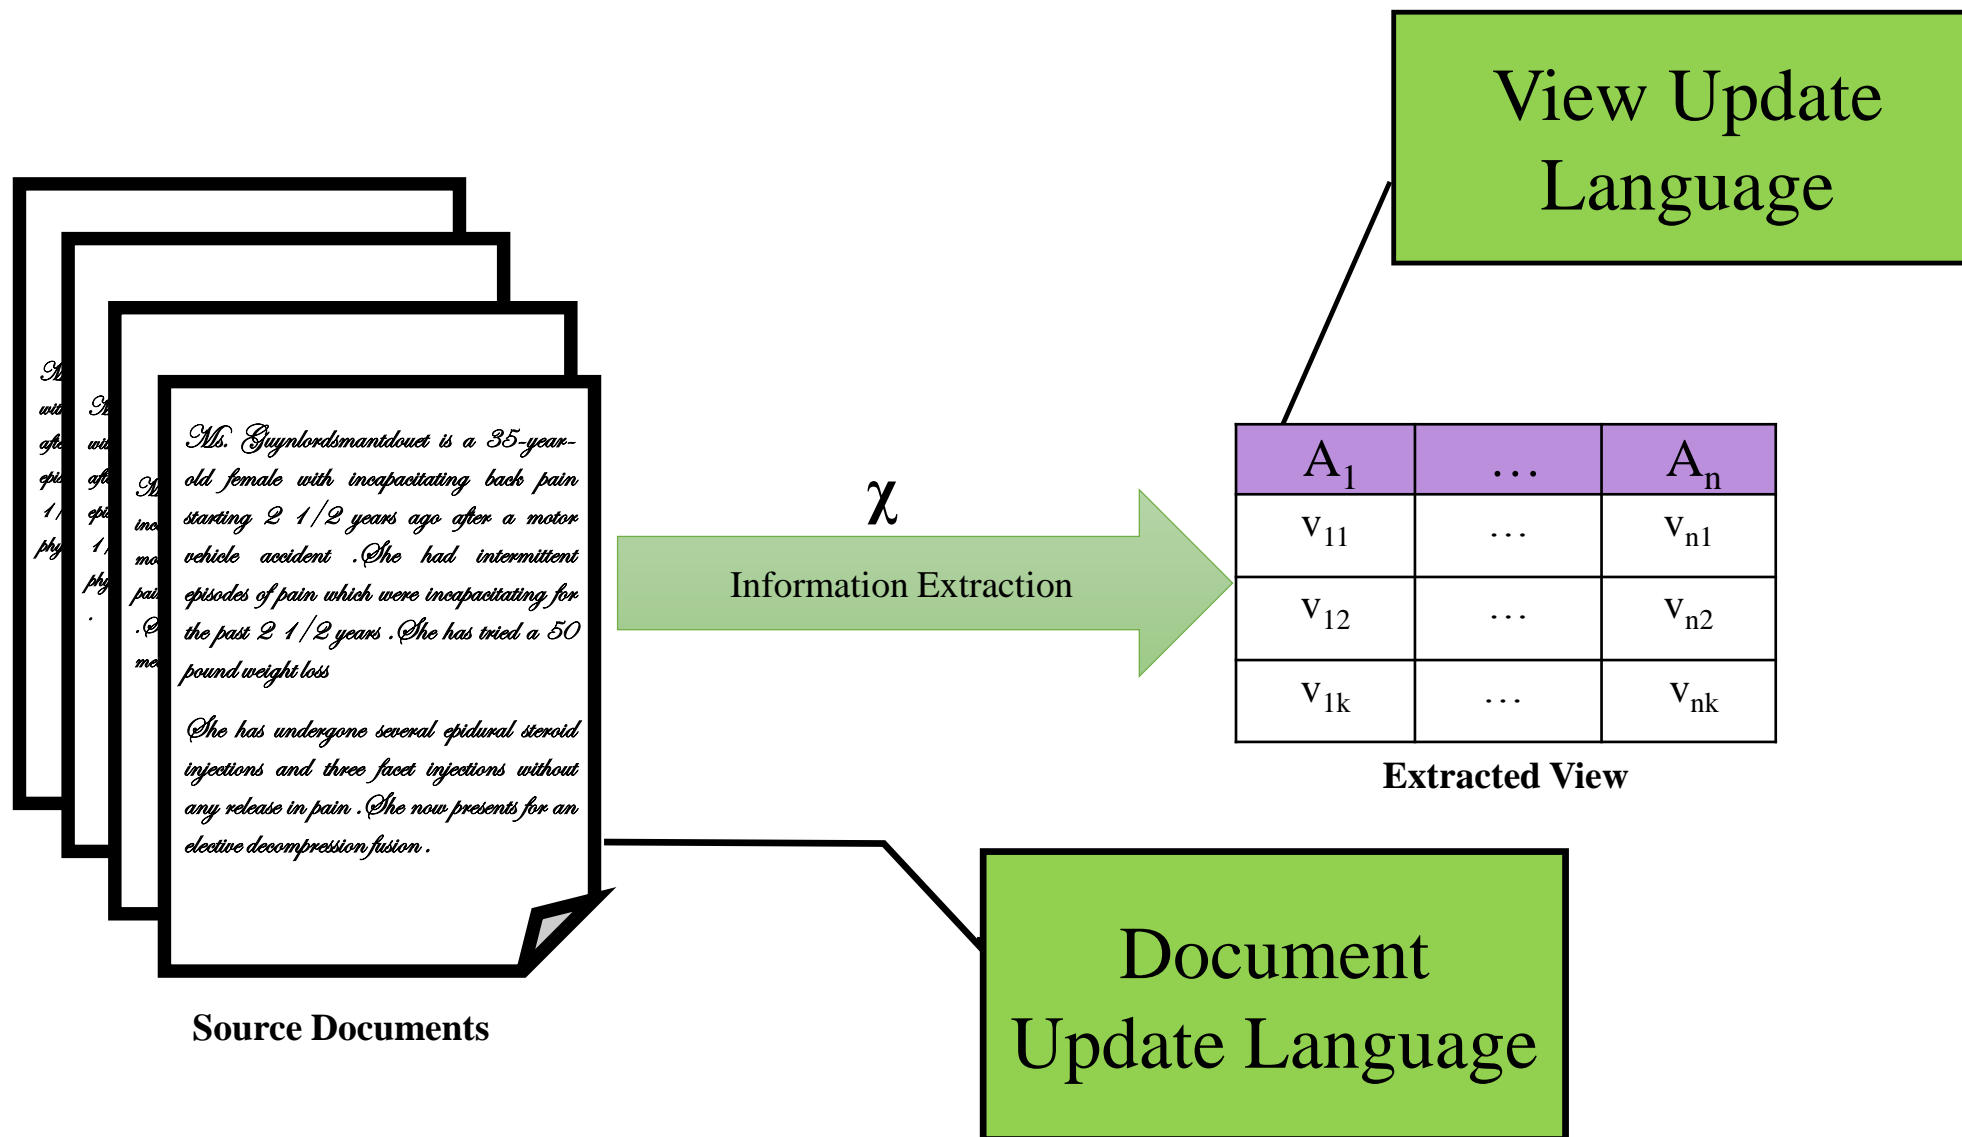 View Update
Language
Ms. Guynlordsmantdouet is a 35-year-
old female with incapacitating back pain
starting 2 1/2 years ago after a motor
vehicle accident .She had intermittent
episodes of pain which were incapacitating for
the past 2 1/2 years .She has tried a 50
pound weight loss
She has undergone several epidural steroid
injections and three facet injections without
any release in pain .She now presents for an
elective decompression fusion .
Source Documents
χ
Information Extraction
A1 … An
v11 … vn1
v12 … vn2
v1k … vnk
Extracted View
Document
Update Language